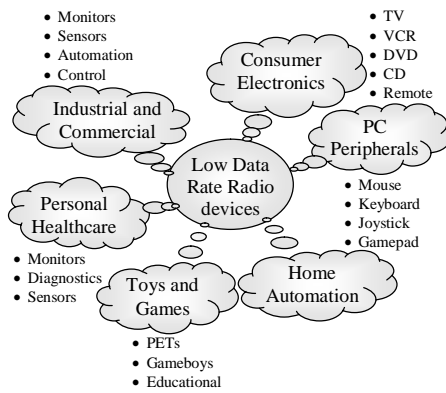 • Monitors
• Sensors
• Automation
• Control
Industrial and
Commercial
Consumer
Electronics
• TV
• VCR
• DVD
• CD
• Remote
PC
Peripherals
• Mouse
• Keyboard
• Joystick
• Gamepad
Low Data
Rate Radio
devices
Personal
Healthcare
• Monitors
• Diagnostics
• Sensors
Toys and
Games
• PETs
• Gameboys
• Educational
Home
Automation